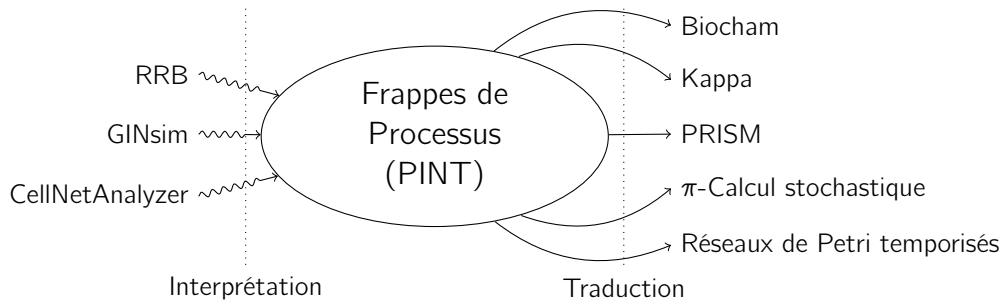 RRB
GINsim
CellNetAnalyzer
Interprétation
Frappes de
Processus
(PINT)
Biocham
Kappa
PRISM
π-Calcul stochastique
Réseaux de Petri temporisés
Traduction